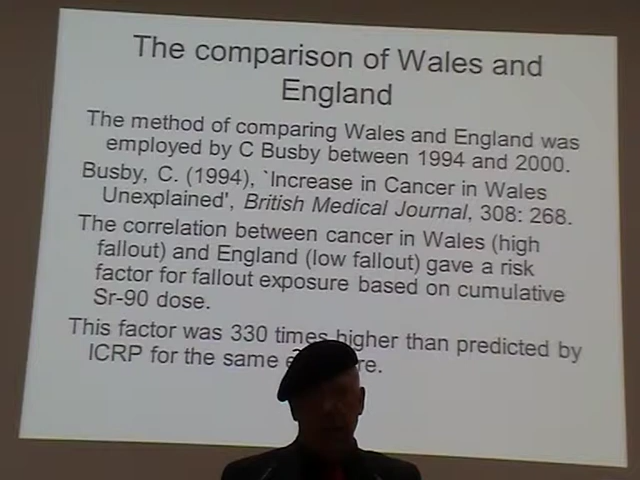 The comparison of Wales and
England
The method of comparing Wales and England was
employed by C Busby between 1994 and 2000.
Busby, C. (1994), `Increase in Cancer in Wales
Unexplained', British Medical Journal, 308: 268.
The correlation between cancer in Wales (high
fallout) and England (low fallout) gave a risk
factor for fallout exposure based on cumulative
Sr-90 dose.
This factor was 330 times higher than predicted by
ICRP for the same